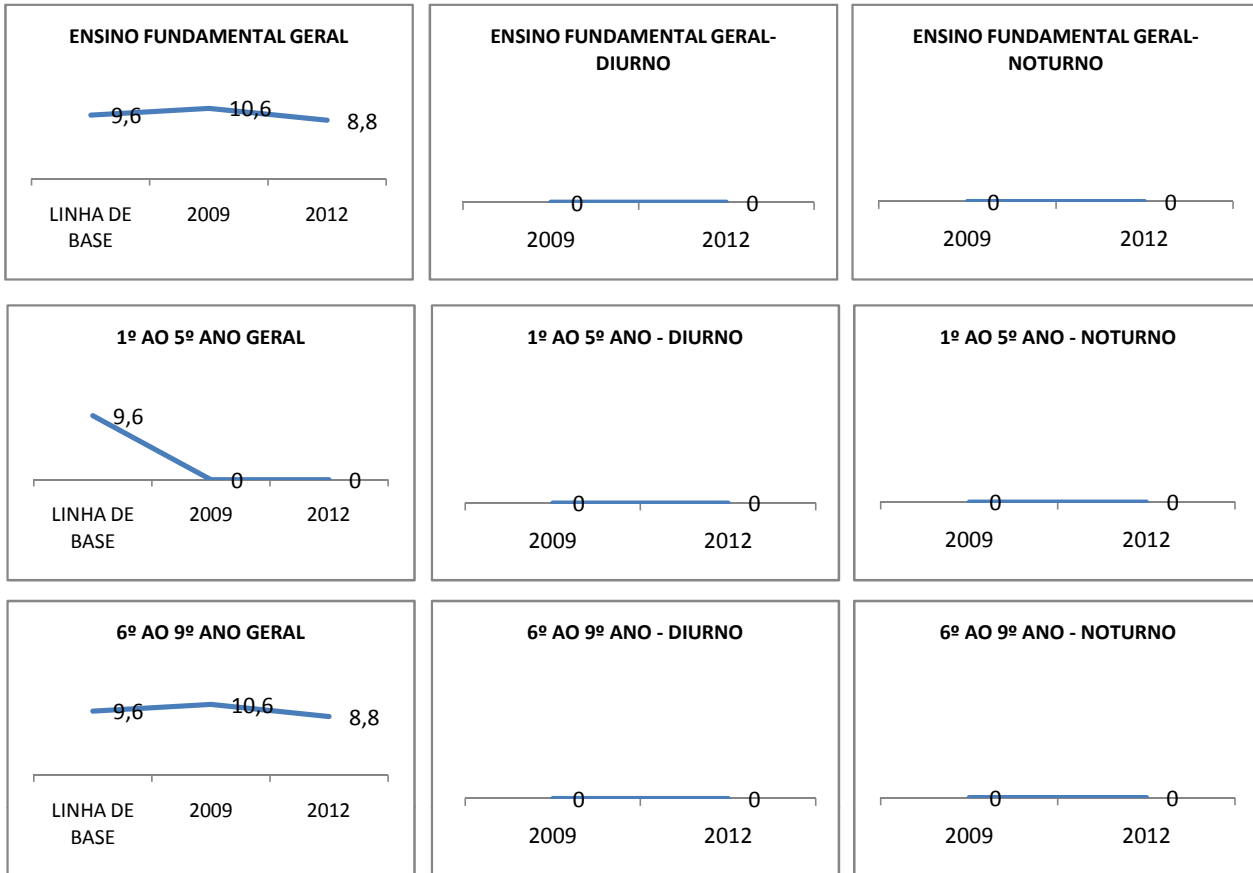 ENSINO FUNDAMENTAL GERAL
9,6
10,6
8,8
LINHA DE
BASE
2009
2012
ENSINO FUNDAMENTAL GERAL-
DIURNO
0
0
2009
2012
ENSINO FUNDAMENTAL GERAL-
NOTURNO
0
0
2009
2012
1º AO 5º ANO GERAL
9,6
0
0
LINHA DE
BASE
2009
2012
1º AO 5º ANO - DIURNO
0
0
2009
2012
1º AO 5º ANO - NOTURNO
0
0
2009
2012
6º AO 9º ANO GERAL
9,6
10,6
8,8
LINHA DE
BASE
2009
2012
6º AO 9º ANO - DIURNO
0
0
2009
2012
6º AO 9º ANO - NOTURNO
0
0
2009
2012